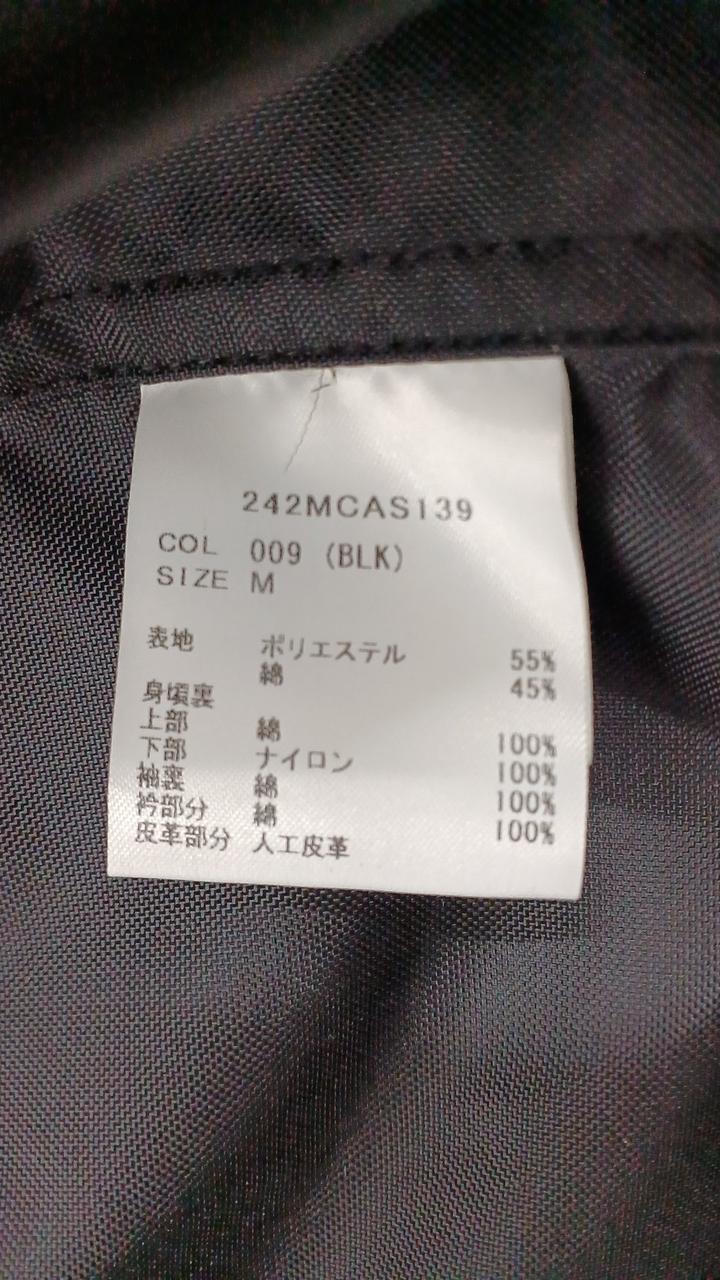 242MCAS139
COL 009 (BLK)
SIZE M
表地 ポリエステル 55%
綿 45%
身頃裏
上部 綿 100%
下部 ナイロン 100%
袖裏 綿 100%
衿部分 綿 100%
皮革部分 人工皮革